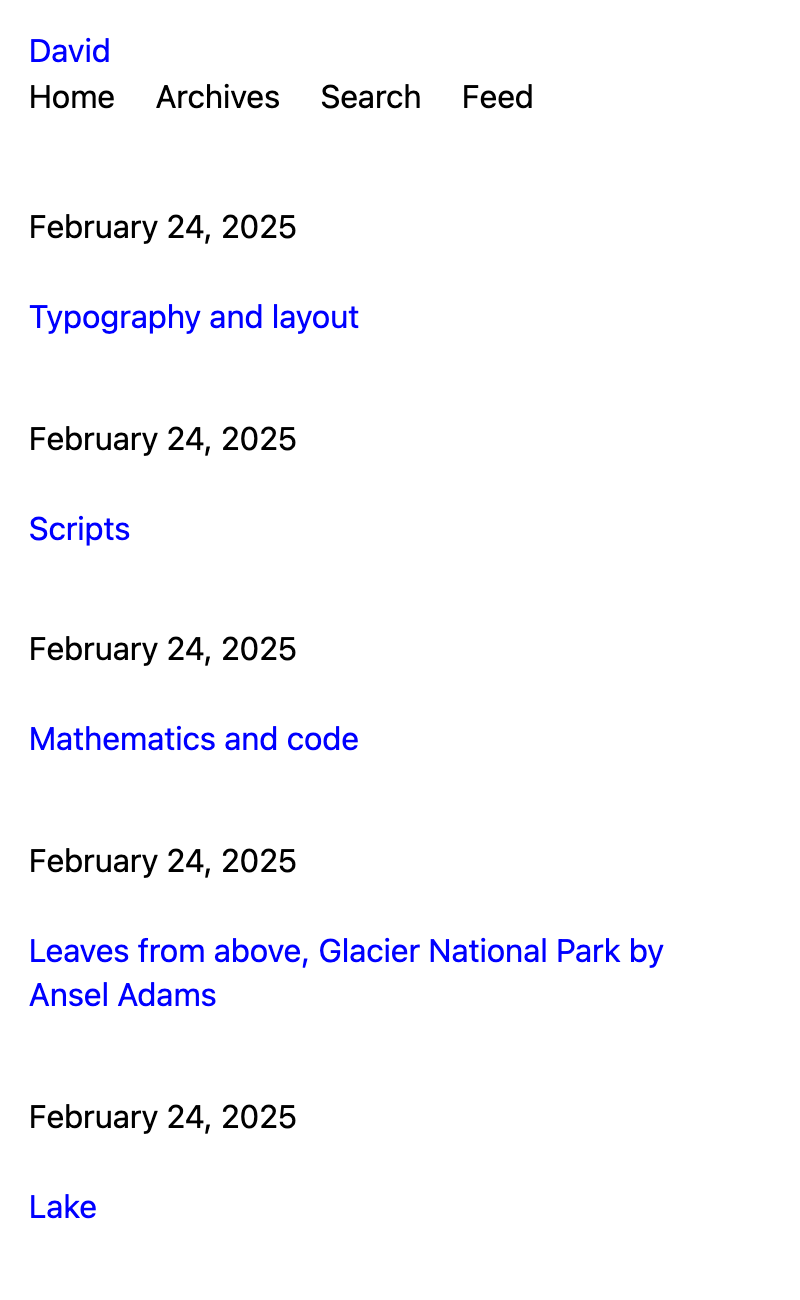 David
Home Archives Search Feed
February 24, 2025
Typography and layout
February 24, 2025
Scripts
February 24, 2025
Mathematics and code
February 24, 2025
Leaves from above, Glacier National Park by
Ansel Adams
February 24, 2025
Lake